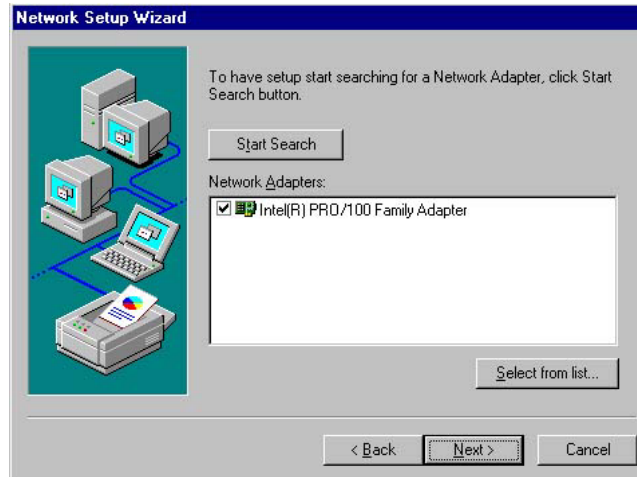 Network Setup Wizard
To have setup start searching for a Network Adapter, click Start
Search button.
Start Search
Network Adapters:
Intel(R) PRO/100 Family Adapter
Select from list...
< Back
Next >
Cancel